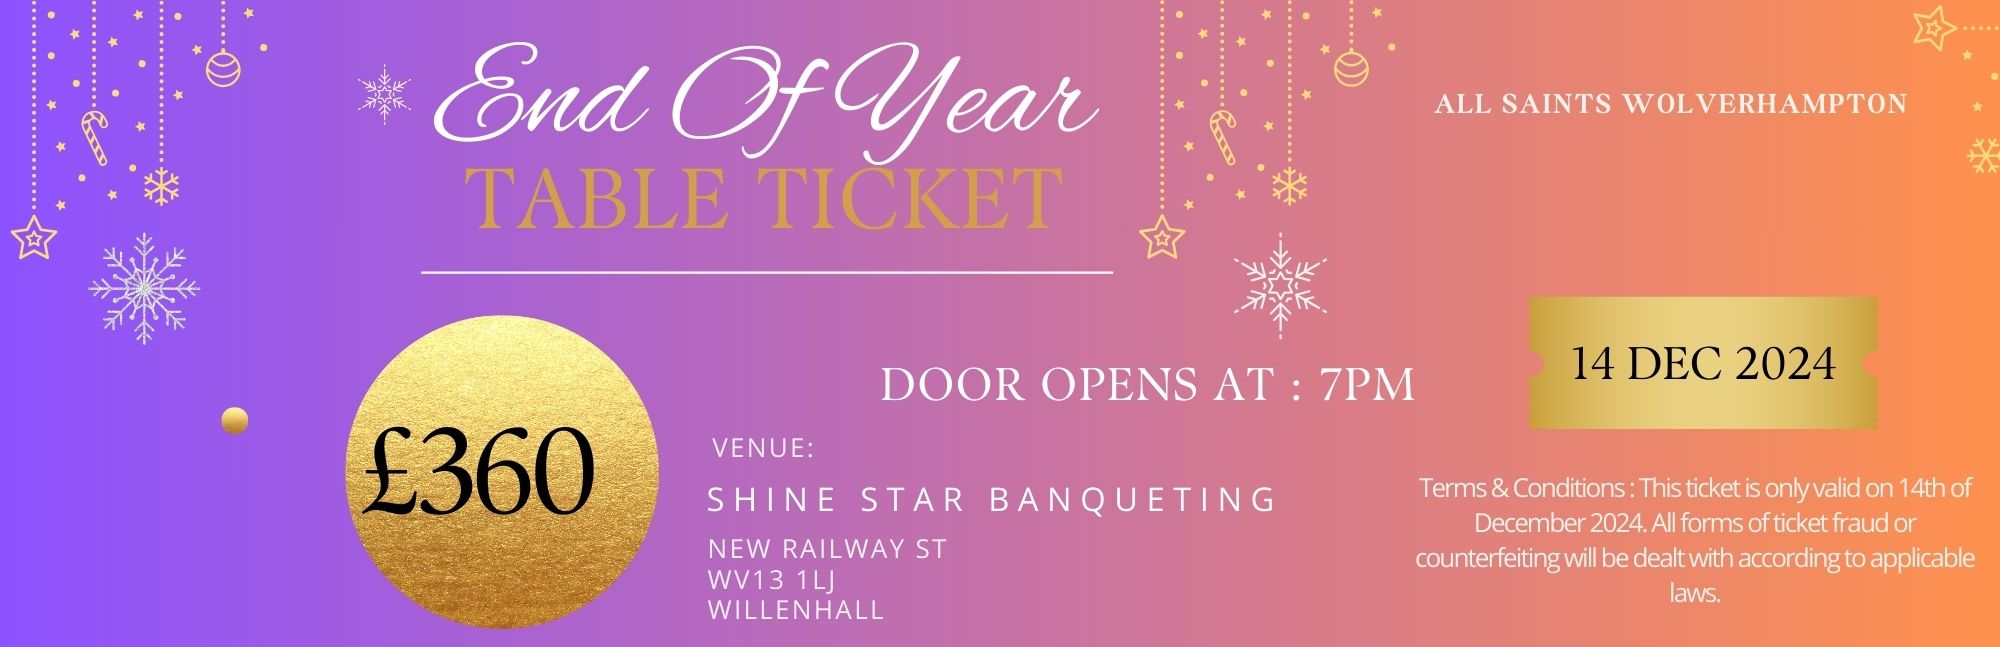 End Of Year
TABLE TICKET
ALL SAINTS WOLVERHAMPTON
14 DEC 2024
£360
DOOR OPENS AT : 7PM
VENUE:
SHINE STAR BANQUETING
NEW RAILWAY ST
WV13 1LJ
WILLENHALL
Terms & Conditions : This ticket is only valid on 14th of
December 2024. All forms of ticket fraud or
counterfeiting will be dealt with according to applicable
laws.